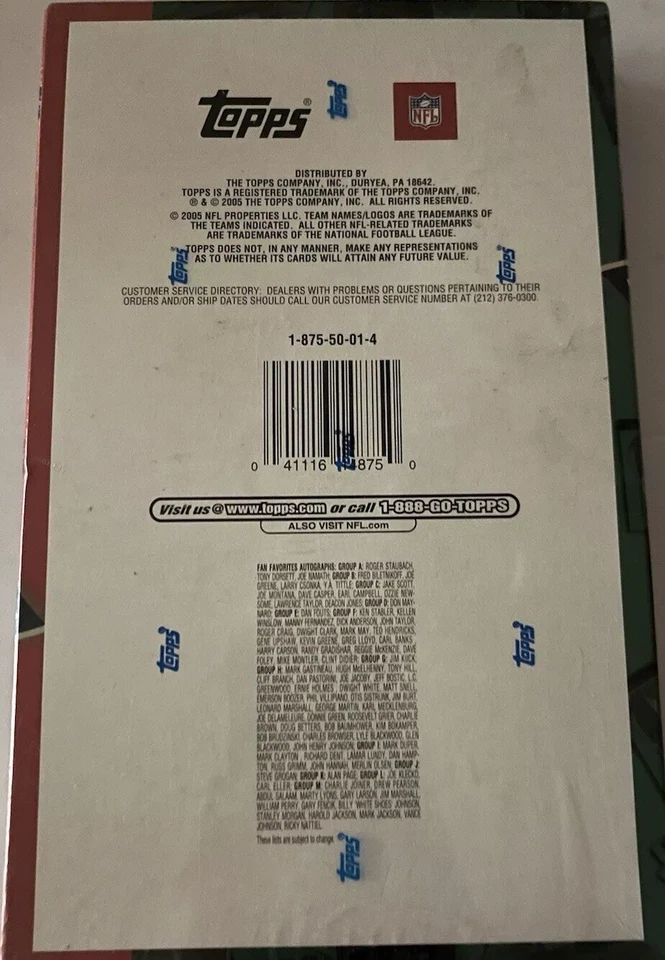 Topps® Topps NFL
DISTRIBUTED BY
THE TOPPS COMPANY, INC., DURYEA, PA 18642.
TOPPS IS A REGISTERED TRADEMARK OF THE TOPPS COMPANY, INC.
® & © 2005 THE TOPPS COMPANY, INC. ALL RIGHTS RESERVED.
© 2005 NFL PROPERTIES LLC. TEAM NAMES/LOGOS ARE TRADEMARKS OF
THE TEAMS INDICATED. ALL OTHER NFL-RELATED TRADEMARKS
ARE TRADEMARKS OF THE NATIONAL FOOTBALL LEAGUE.
TOPPS DOES NOT, IN ANY MANNER, MAKE ANY REPRESENTATIONS
AS TO WHETHER ITS CARDS WILL ATTAIN ANY FUTURE VALUE.
Topps Topps
CUSTOMER SERVICE DIRECTORY: DEALERS WITH PROBLEMS OR QUESTIONS PERTAINING TO THEIR
ORDERS AND/OR SHIP DATES SHOULD CALL OUR CUSTOMER SERVICE NUMBER AT (212) 376-0300.
1-875-50-01-4
Topps
0 41116 4875 0
Visit us @ www.topps.com or call 1-888-GO-TOPPS
ALSO VISIT NFL.com
FAN FAVORITES AUTOGRAPHS: GROUP A: ROGER STAUBACH,
TONY DORSETT, JOE NAMATH; GROUP B: FRED BILETNIKOFF, JOE
GREENE, LARRY CSONKA, Y.A. TITTLE; GROUP C: JAKE SCOTT,
JOE MONTANA, DAVE CASPER, EARL CAMPBELL, OZZIE NEW-
SOME, LAWRENCE TAYLOR, DEACON JONES; GROUP D: DON MAY-
NARD; GROUP E: DAN FOUTS; GROUP F: KEN STABLER, KELLEN
WINSLOW, MANNY FERNANDEZ, DICK ANDERSON, JOHN TAYLOR,
ROGER CRAIG, DWIGHT CLARK, MARK MAY, TED HENDRICKS,
GENE UPSHAW, KEVIN GREENE, GREG LLOYD, CARL BANKS,
HARRY CARSON, RANDY GRADISHAR, REGGIE McKENZIE, DAVE
FOLEY, MIKE MONTLER, CLINT DIDIER; GROUP G: JIM KIICK;
GROUP H: MARK GASTINEAU, HUGH McELHENNY, TONY HILL,
CLIFF BRANCH, DAN PASTORINI, JOE JACOBY, JEFF BOSTIC, L.C.
GREENWOOD, ERNIE HOLMES, DWIGHT WHITE, MATT SNELL,
EMERSON BOOZER, PHIL VILLIPIANO, OTIS SISTRUNK, JIM BURT,
LEONARD MARSHALL, GEORGE MARTIN, KARL MECKLENBURG,
JOE DELAMIELLEURE, DONNIE GREEN, ROOSEVELT GRIER, CHARLIE
BROWN, DOUG BETTERS, BOB BAUMHOWER, KIM BOKAMPER,
BOB BRUDZINSKI, CHARLES BROWSER, LYLE BLACKWOOD, GLEN
BLACKWOOD, JOHN HENRY JOHNSON; GROUP I: MARK DUPER,
MARK CLAYTON, RICHARD DENT, LAMAR LUNDY, DAN HAMP-
TON, RUSS GRIMM, JOHN HANNAH, MERLIN OLSEN; GROUP J:
STEVE GROGAN; GROUP K: ALAN PAGE; GROUP L: JOE KLECKO,
CARL ELLER; GROUP M: CHARLIE JOINER, DREW PEARSON,
ABDUL SALAAM, MARTY LYONS, GARY LARSON, JIM MARSHALL,
WILLIAM PERRY, GARY FENCIK, BILLY 'WHITE SHOES' JOHNSON,
STANLEY MORGAN, HAROLD JACKSON, MARK JACKSON, VANCE
JOHNSON, RICKY NATTIEL.
These lists are subject to change.
Topps Topps
Topps